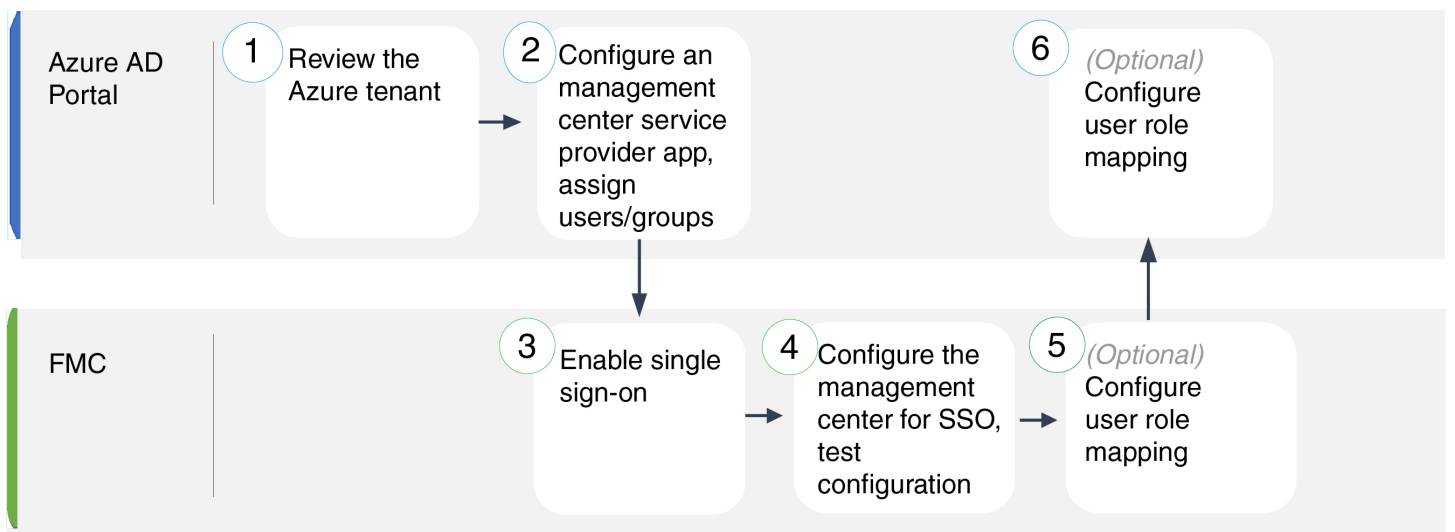 Azure AD
Portal
1
Review the
Azure tenant
2
Configure an
management
center service
provider app,
assign
users/groups
6
(Optional)
Configure
user role
mapping
FMC
3
Enable single
sign-on
4
Configure the
management
center for SSO,
test
configuration
5
(Optional)
Configure
user role
mapping